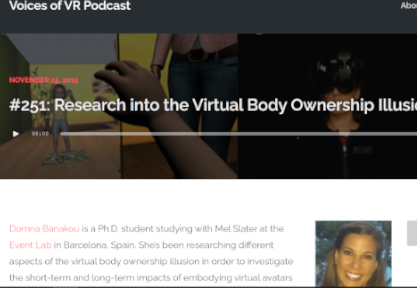 Voices of VR Podcast
NOVEMBER 25, 2015
#251: Research into the Virtual Body Ownership
00:00
Domna Banakou is a Ph.D. student studying with Mel Slater at the
Event Lab in Barcelona, Spain. She's been researching different
aspects of the virtual body ownership illusion in order to investigate
the short-term and long-term impacts of embodying virtual avatars